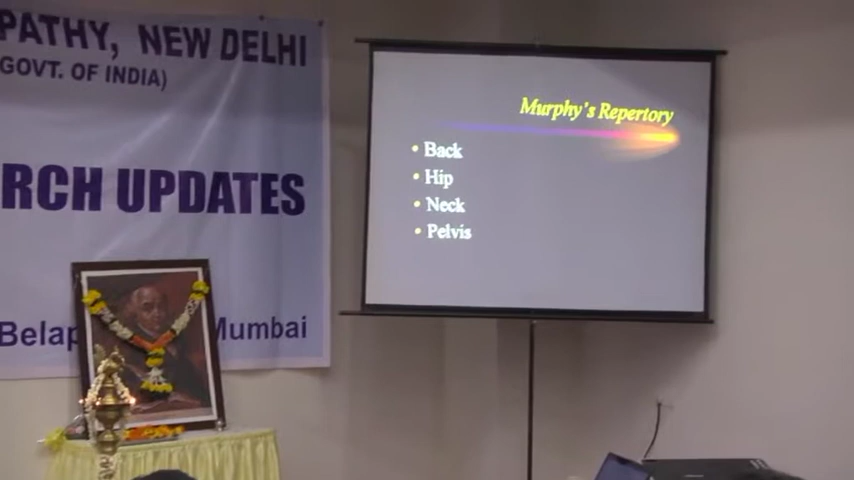 PATHY, NEW DELHI
GOVT. OF INDIA)
RCH UPDATES
Belap
Mumbai
Murphy's Repertory
• Back
• Hip
• Neck
• Pelvis